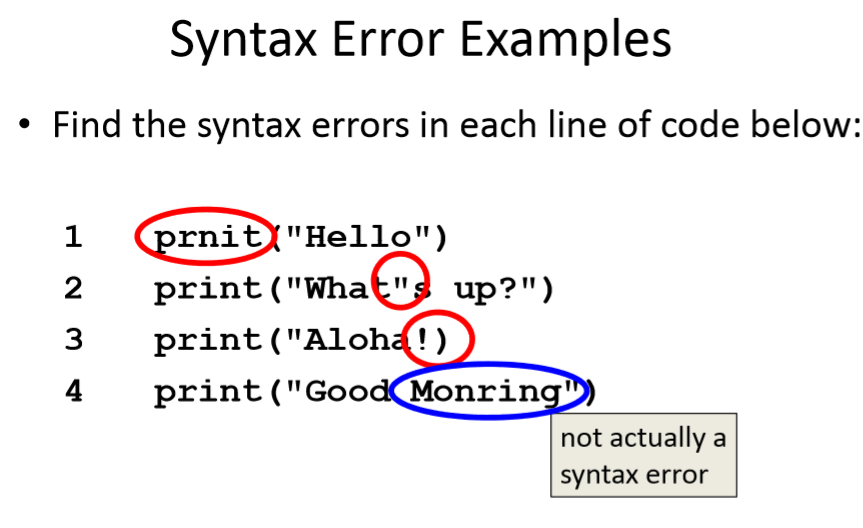 Syntax Error Examples
• Find the syntax errors in each line of code below:
1 prnit("Hello")
2 print("What"s up?")
3 print("Aloha!)
4 print("Good Monring")
not actually a
syntax error